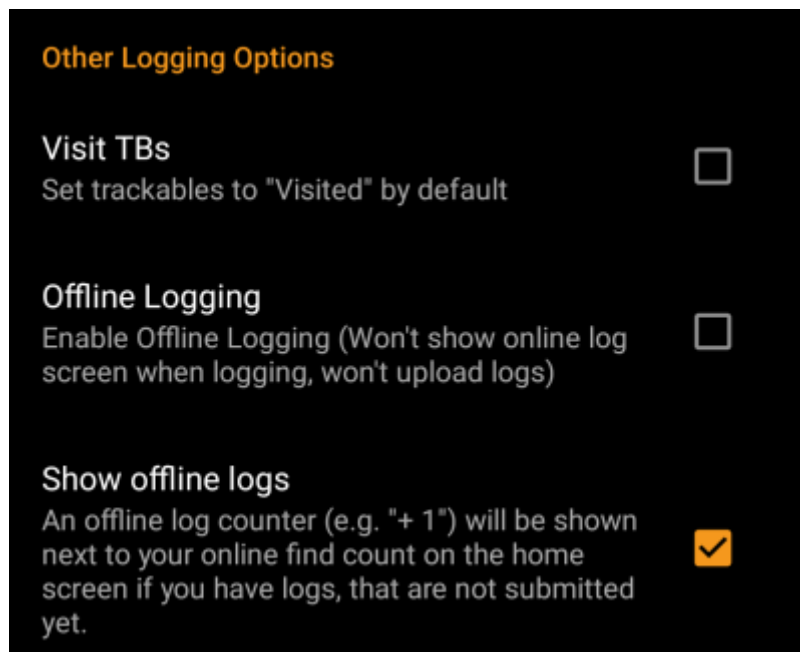 Other Logging Options
Visit TBs
Set trackables to "Visited" by default
Offline Logging
Enable Offline Logging (Won't show online log
screen when logging, won't upload logs)
Show offline logs
An offline log counter (e.g. "+ 1") will be shown
next to your online find count on the home
screen if you have logs, that are not submitted
yet.